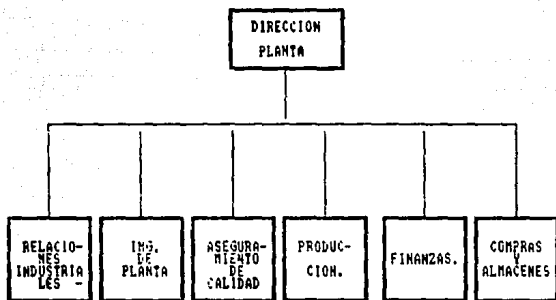 DIRECCION
PLANTA
RELACIO-
NES
INDUSTRIA
LES -
ING.
DE
PLANTA
ASEGURA-
MIENTO
DE
CALIDAD
PRODUC-
CION.
FINANZAS.
COMPRAS
Y
ALMACENES